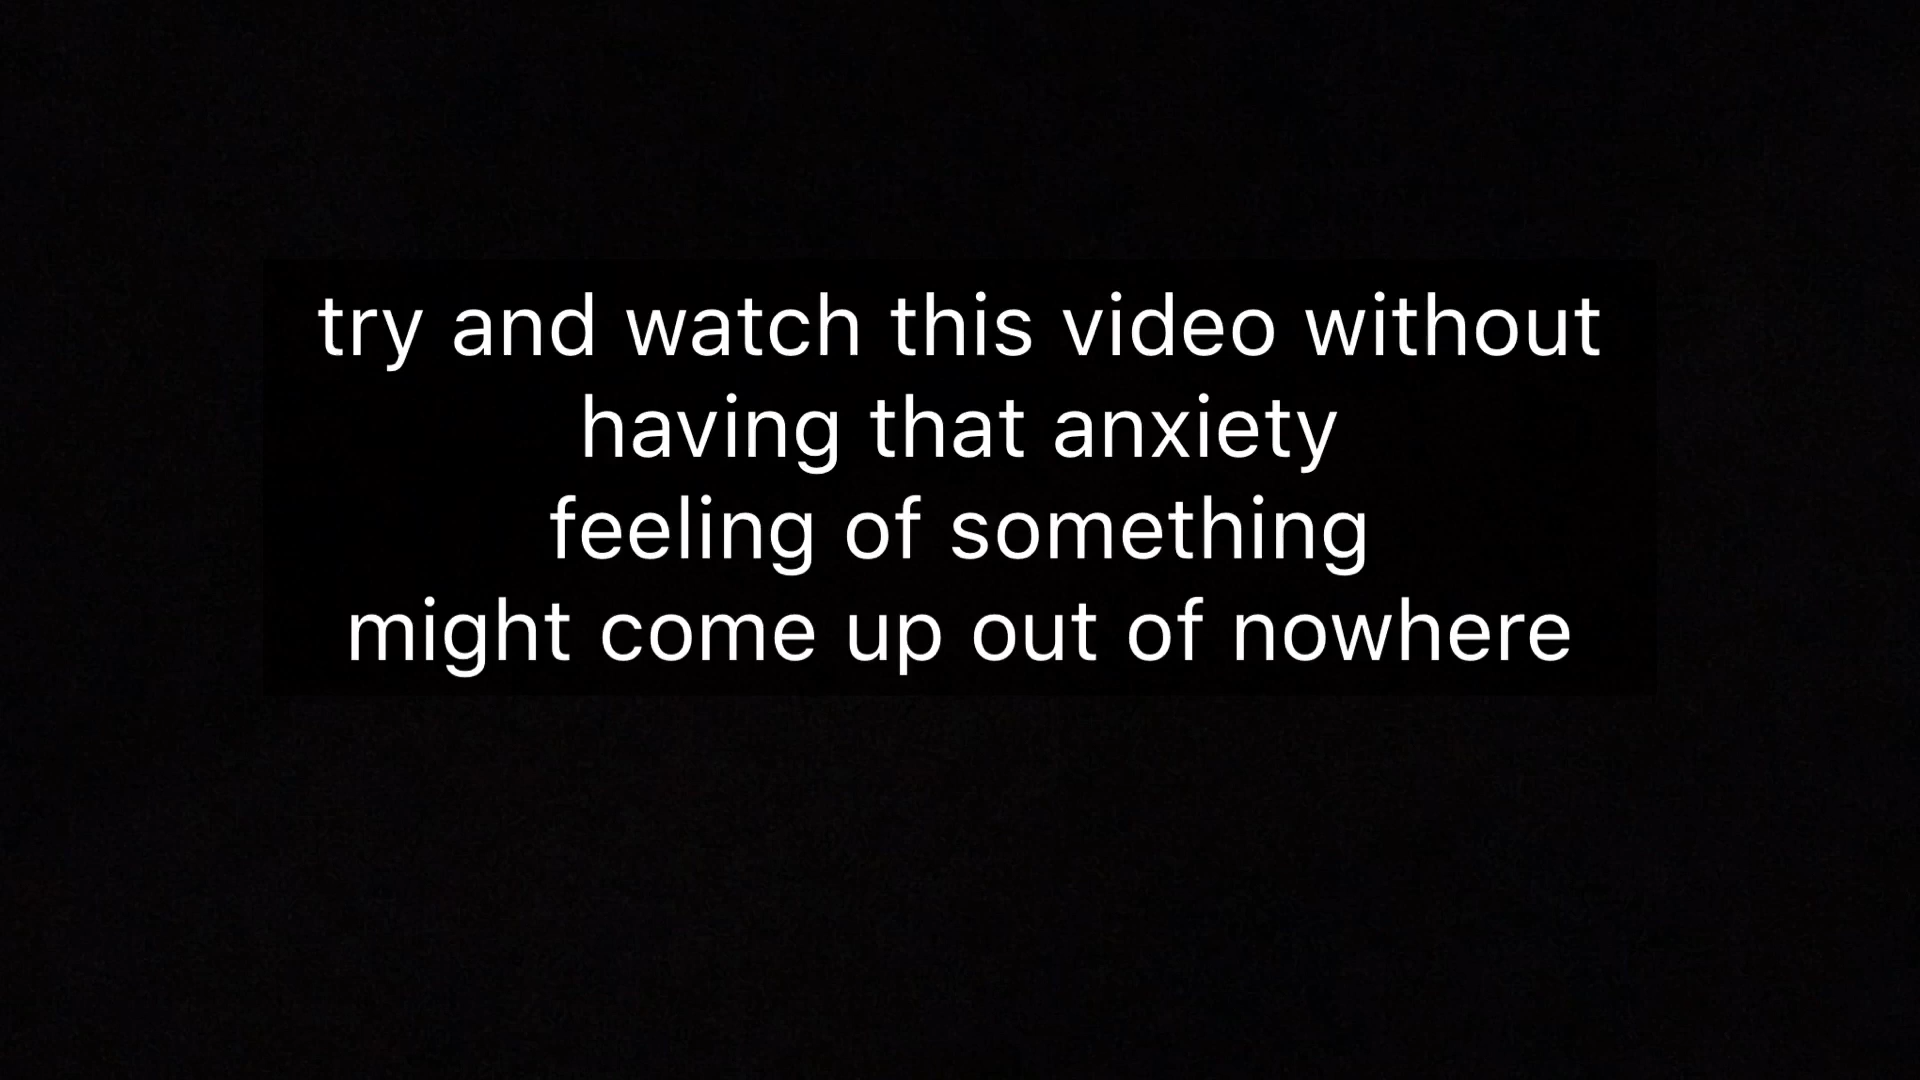 try and watch this video without
having that anxiety
feeling of something
might come up out of nowhere